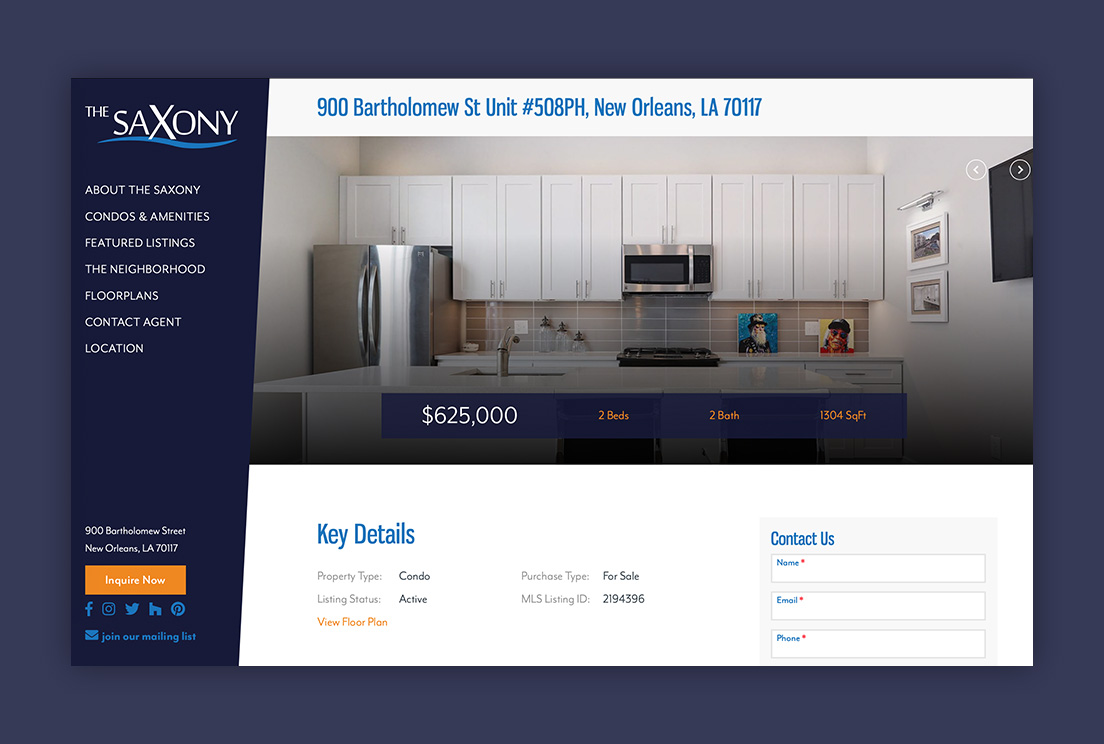 THE SAXONY
ABOUT THE SAXONY
CONDOS & AMENITIES
FEATURED LISTINGS
THE NEIGHBORHOOD
FLOORPLANS
CONTACT AGENT
LOCATION
900 Bartholomew Street
New Orleans, LA 70117
Inquire Now
join our mailing list
900 Bartholomew St Unit #508PH, New Orleans, LA 70117
$625,000 2 Beds 2 Bath 1304 SqFt
Key Details
Property Type: Condo Purchase Type: For Sale
Listing Status: Active MLS Listing ID: 2194396
View Floor Plan
Contact Us
Name *
Email *
Phone *